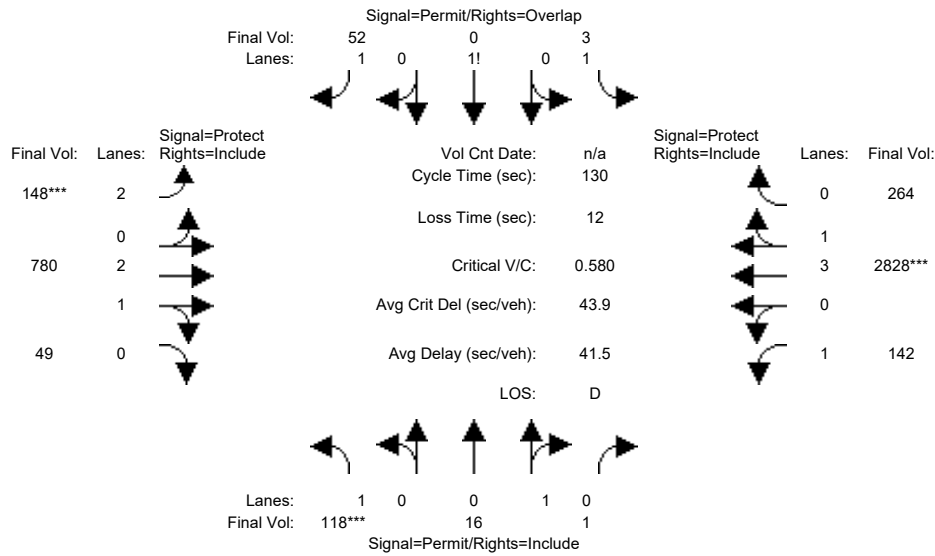 Signal=Permit/Rights=Overlap
Final Vol: 52 0 3
Lanes: 1 0 1! 0 1
Signal=Protect
Final Vol: Lanes: Rights=Include
Vol Cnt Date: n/a
Signal=Protect
Rights=Include Lanes: Final Vol:
Cycle Time (sec): 130
148*** 2
0 264
Loss Time (sec): 12
0
1
780 2
Critical V/C: 0.580
3 2828***
1
Avg Crit Del (sec/veh): 43.9
0
49 0
Avg Delay (sec/veh): 41.5
1 142
LOS: D
Lanes: 1 0 0 1 0
Final Vol: 118*** 16 1
Signal=Permit/Rights=Include